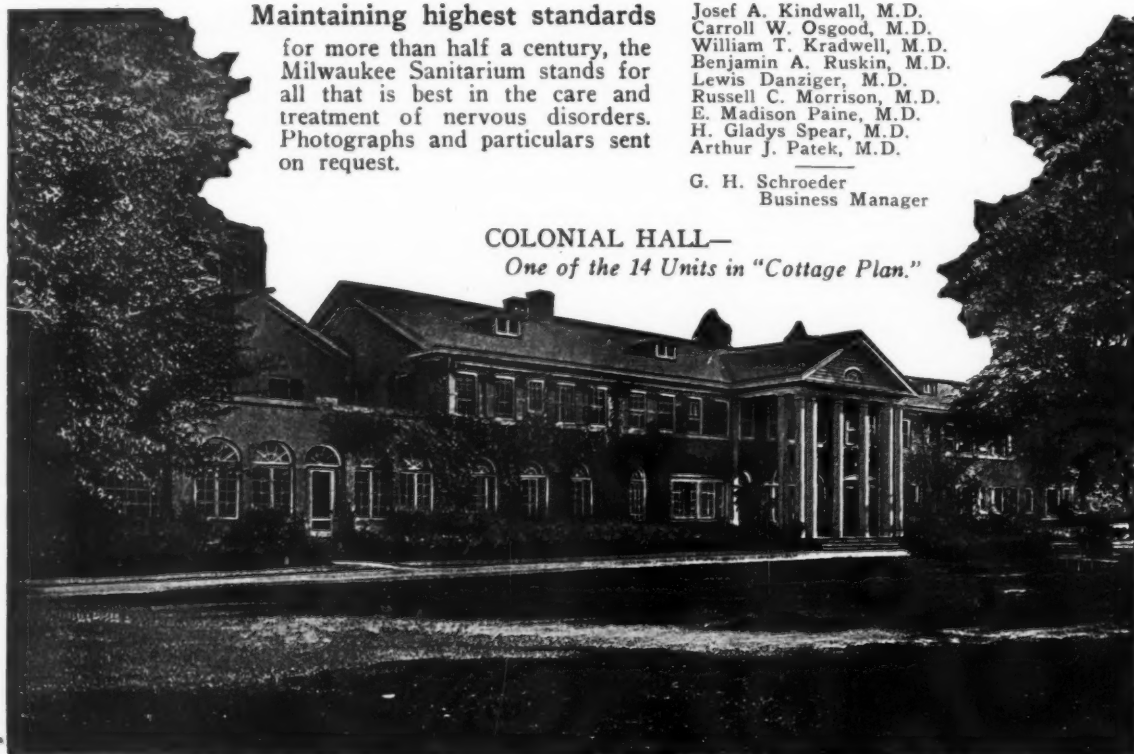 Maintaining highest standards
for more than half a century, the
Milwaukee Sanitarium stands for
all that is best in the care and
treatment of nervous disorders.
Photographs and particulars sent
on request.
Josef A. Kindwall, M.D.
Carroll W. Osgood, M.D.
William T. Kradwell, M.D.
Benjamin A. Ruskin, M.D.
Lewis Danziger, M.D.
Russell C. Morrison, M.D.
E. Madison Paine, M.D.
H. Gladys Spear, M.D.
Arthur J. Patek, M.D.
G. H. Schroeder
Business Manager
COLONIAL HALL—
One of the 14 Units in "Cottage Plan."